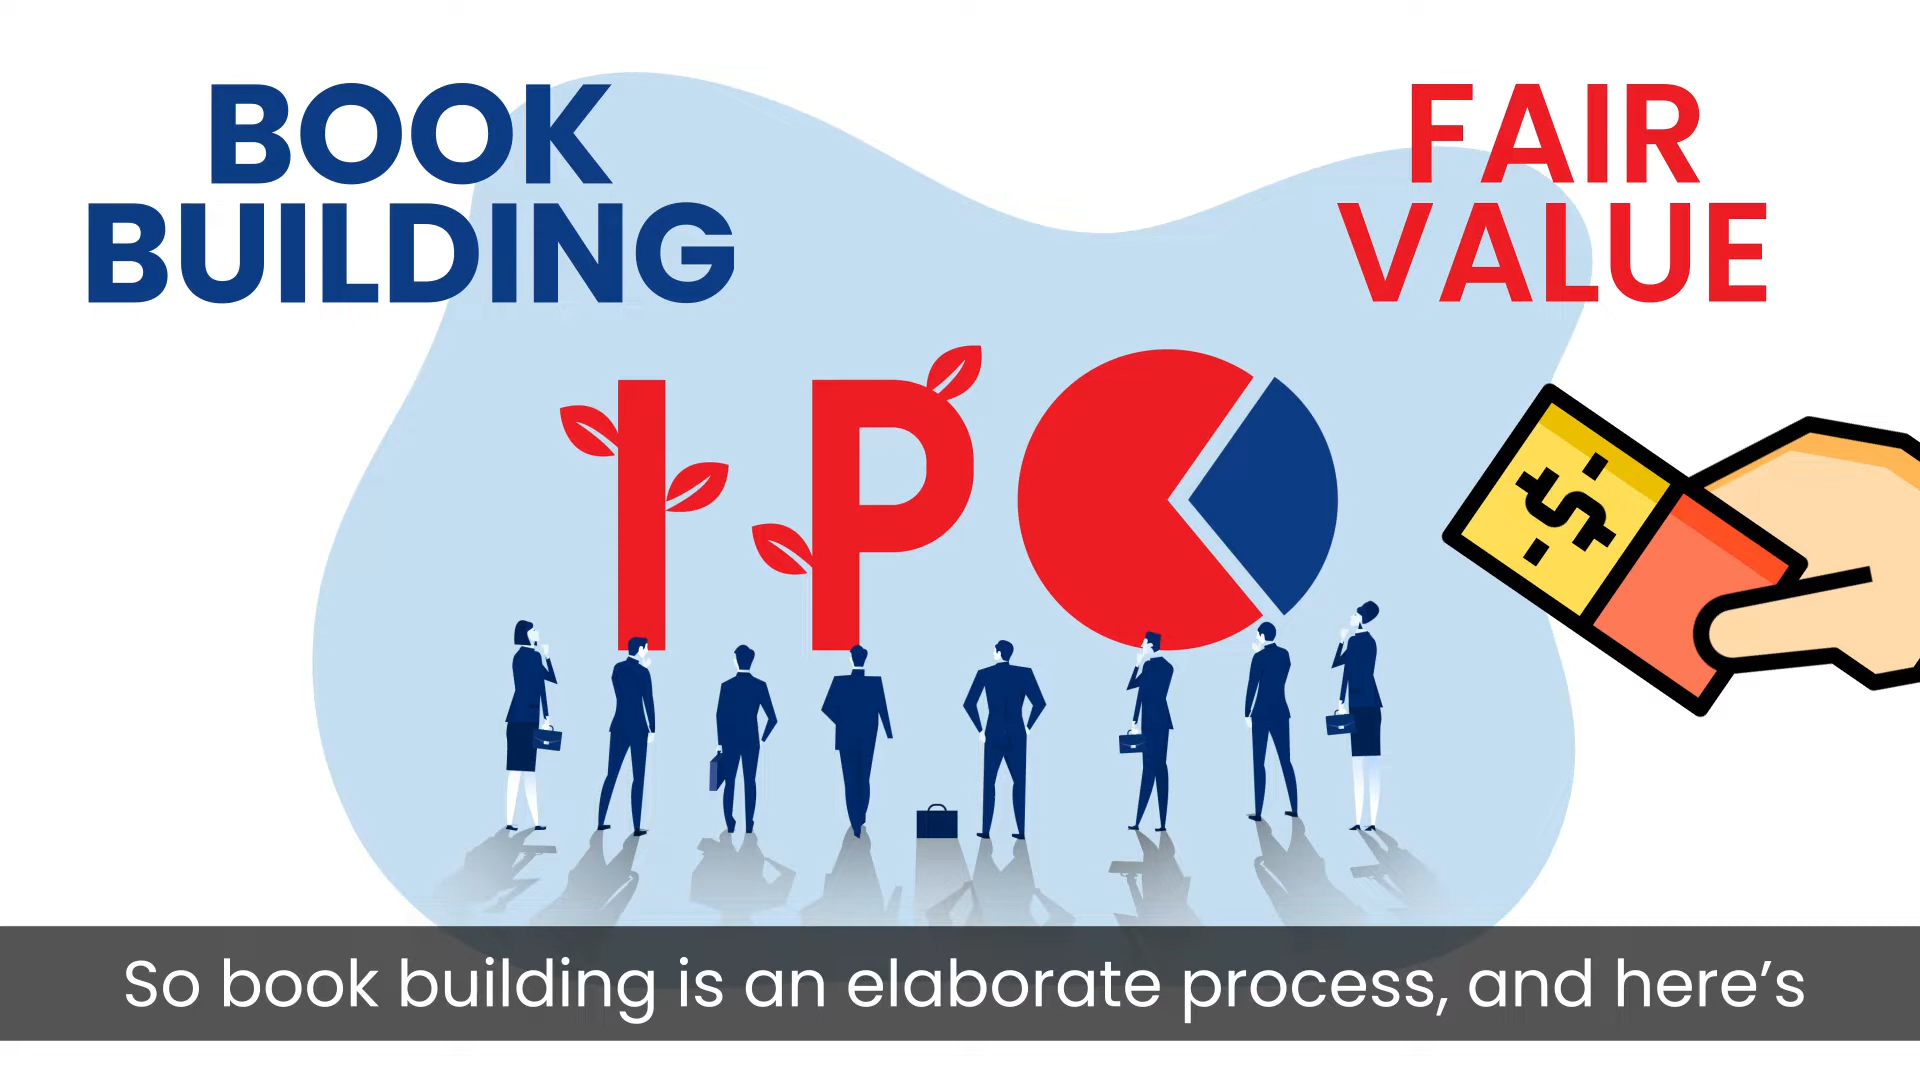 BOOK
BUILDING
FAIR
VALUE
IPO
$
So book building is an elaborate process, and here’s